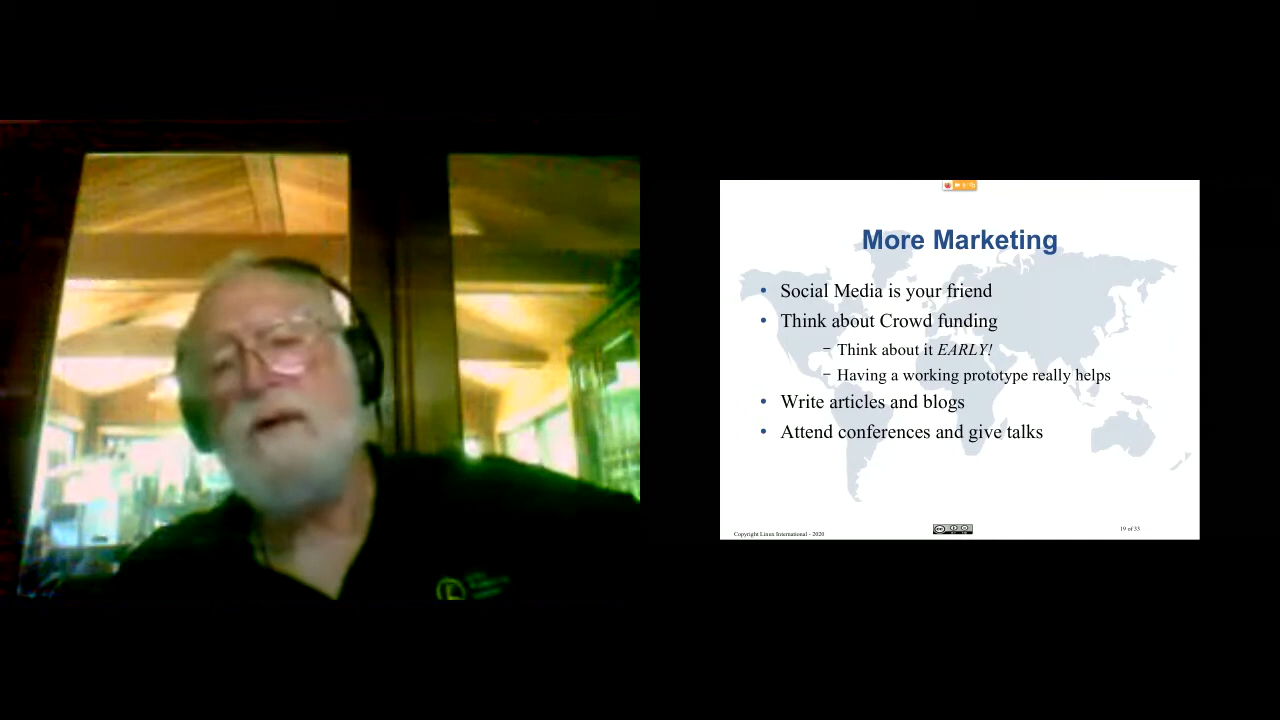 More Marketing
• Social Media is your friend
• Think about Crowd funding
– Think about it EARLY!
– Having a working prototype really helps
• Write articles and blogs
• Attend conferences and give talks
Copyright Linux International - 2020
19 of 33